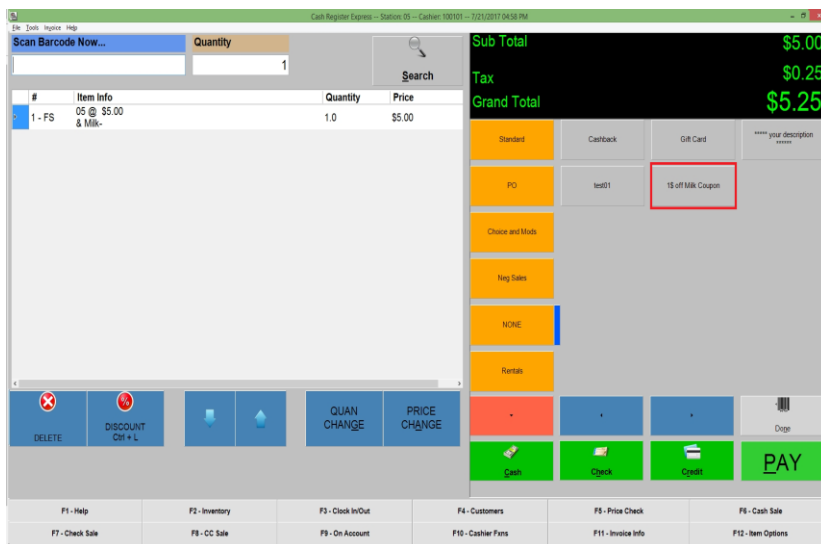 Cash Register Express -- Station: 05 -- Cashier: 100101 -- 7/21/2017 04:58 PM
File Tools Invoice Help
Scan Barcode Now...
Quantity
1
Search
# Item Info Quantity Price
1 - FS 05 @ $5.00 1.0 $5.00
& Milk-
Sub Total $5.00
Tax $0.25
Grand Total $5.25
Standard
Cashback
Gift Card
***** your description
******
PO
test01
1$ off Milk Coupon
Choice and Mods
Neg Sales
NONE
Rentals
DELETE
DISCOUNT
Ctrl + L
QUAN
CHANGE
PRICE
CHANGE
Done
Cash
Check
Credit
PAY
F1 - Help
F2 - Inventory
F3 - Clock In/Out
F4 - Customers
F5 - Price Check
F6 - Cash Sale
F7 - Check Sale
F8 - CC Sale
F9 - On Account
F10 - Cashier Fxns
F11 - Invoice Info
F12 - Item Options